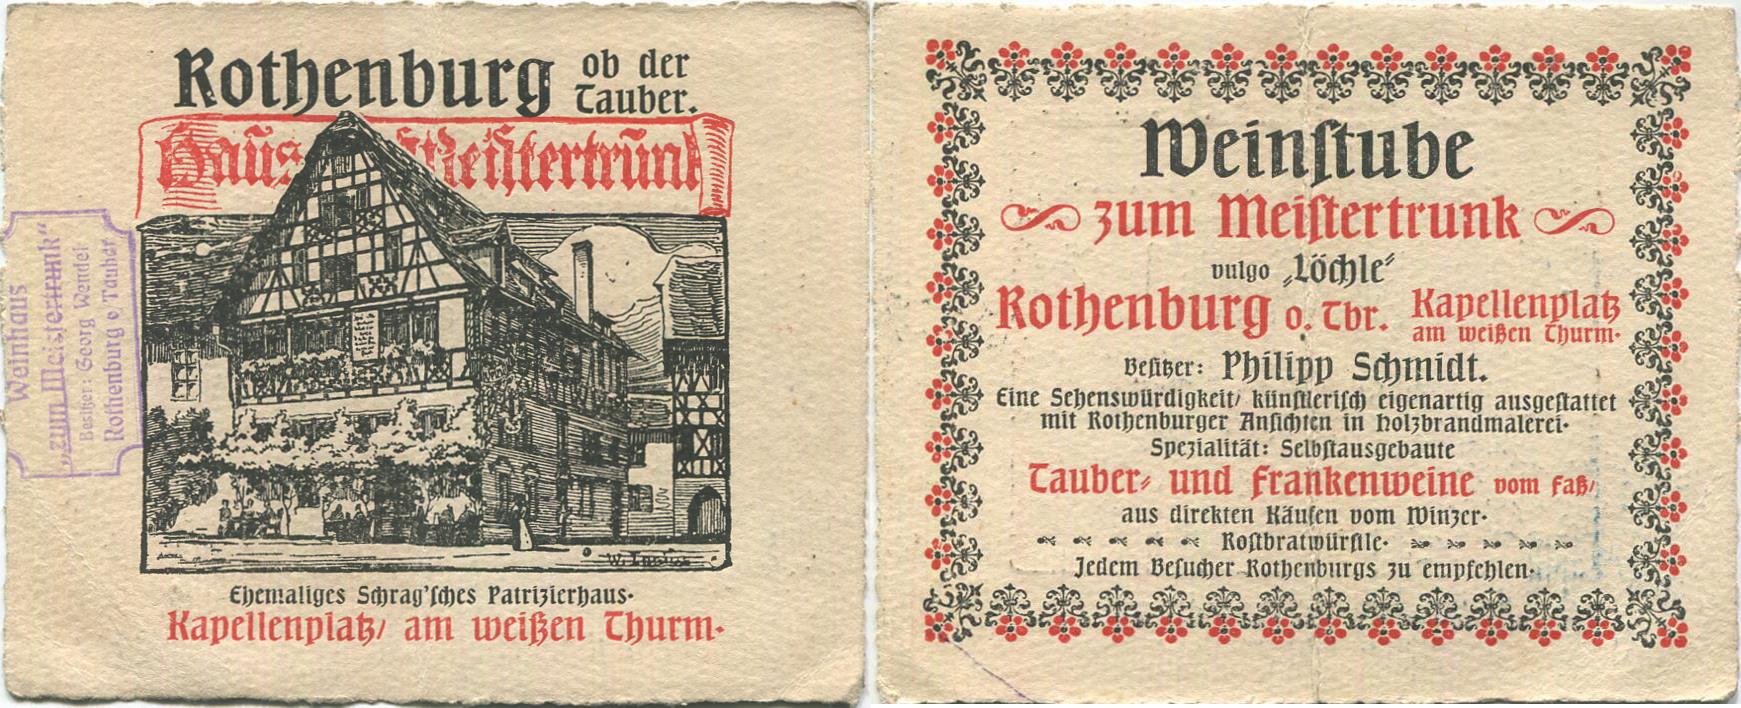 Rothenburg ob der
Tauber.
Haus Meistertrunk
Weinhaus
„zum Meistertrunk“
Besitzer: Georg Wendel
Rothenburg o Tauber
Ehemaliges Schrag'sches Patrizierhaus.
Kapellenplatz, am weißen Thurm.
Weinstube
zum Meistertrunk
vulgo „Löchle“
Rothenburg o. Tbr. Kapellenplatz
am weißen Thurm.
Besitzer: Philipp Schmidt.
Eine Sehenswürdigkeit, künstlerisch eigenartig ausgestattet
mit Rothenburger Ansichten in Holzbrandmalerei.
Spezialität: Selbstausgebaute
Tauber- und Frankenweine vom Faß,
aus direkten Käufen vom Winzer.
Rostbratwürstle.
Jedem Besucher Rothenburgs zu empfehlen.